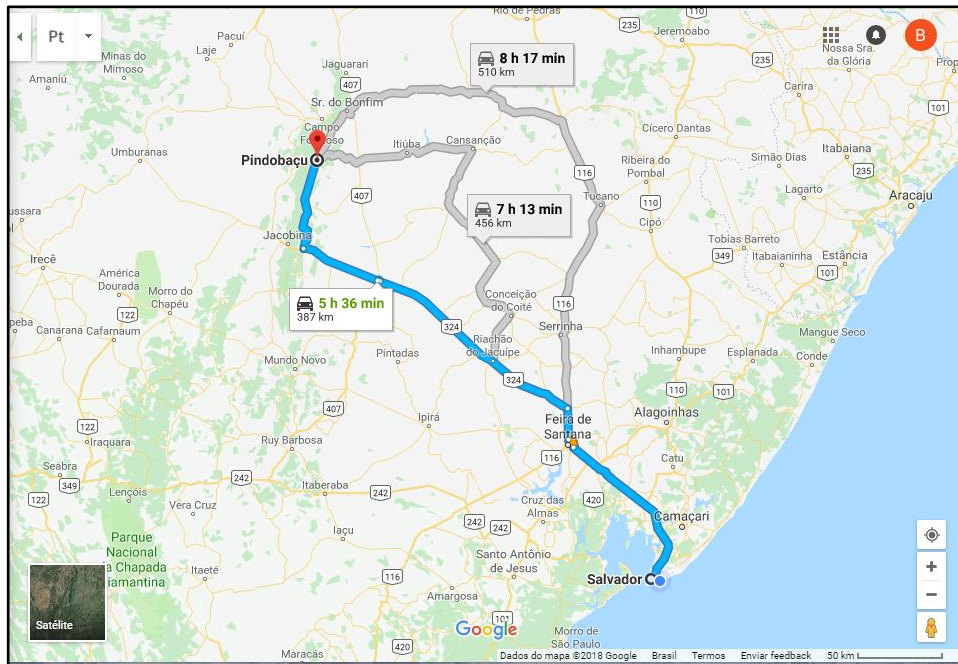 Pt
Rio de Pedras
110
Pacuí
Laje
Minas do
Mimoso
Amaniu
235
Jeremoabo
B
Nossa Sra.
da Glória
235
Carira
101
8 h 17 min
510 km
Jaguarari
407
Sr. do Bonfim
Campo
Formoso
Umburanas
Pindobaçu
Itiúba
Cansanção
Cícero Dantas
Itabaiana
Simão Dias
235
116
Ribeira do
Pombal
Lagarto
Aracaju
407
Tucano
110
Cipó
7 h 13 min
456 km
Jacobina
Tobias Barreto
349
Itabaianinha
Estância
101
Irecê
América
Dourada
Morro do
Chapéu
122
Canarana
Cafarnaum
5 h 36 min
387 km
Conceição
do Coité
116
Serrinha
324
Riachão
do Jacuípe
Mangue Seco
Conde
Inhambupe
Esplanada
Mundo Novo
Pintadas
324
110
101
407
Ipirá
Feira de
Santana
Alagoinhas
122
Iraquara
Ruy Barbosa
116
Catu
Seabra
349
242
122
Lençóis
Itaberaba
242
Vera Cruz
Cruz das
Almas
420
Camaçari
242
242
Iaçu
Parque
Nacional
da Chapada
Diamantina
Itaeté
116
Santo Antônio
de Jesus
Salvador
Amargosa
101
Satélite
Google
Morro de
São Paulo
420
Maracás
Dados do mapa ©2018 Google Brasil Termos Enviar feedback 50 km